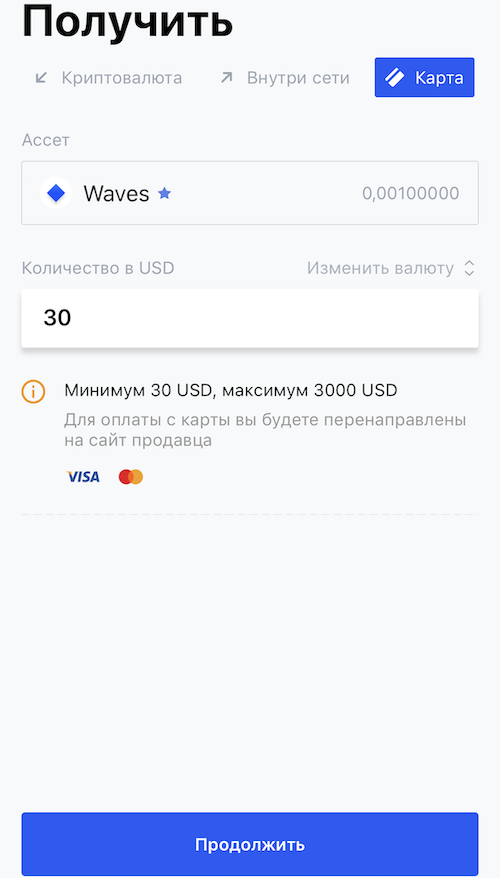 Получить
Криптовалюта Внутри сети Карта
Ассет
Waves 0,00100000
Количество в USD Изменить валюту
30
Минимум 30 USD, максимум 3000 USD
Для оплаты с карты вы будете перенаправлены
на сайт продавца
VISA
Продолжить